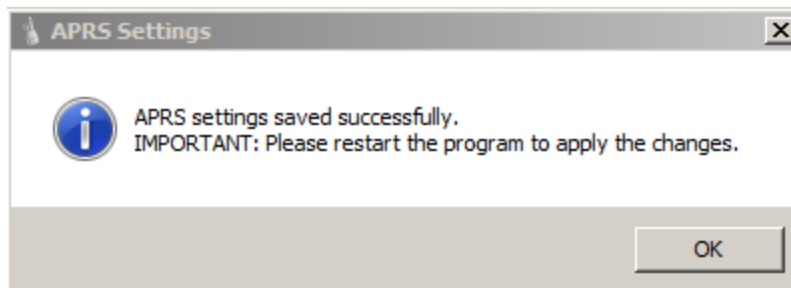 APRS Settings
APRS settings saved successfully.
IMPORTANT: Please restart the program to apply the changes.
OK